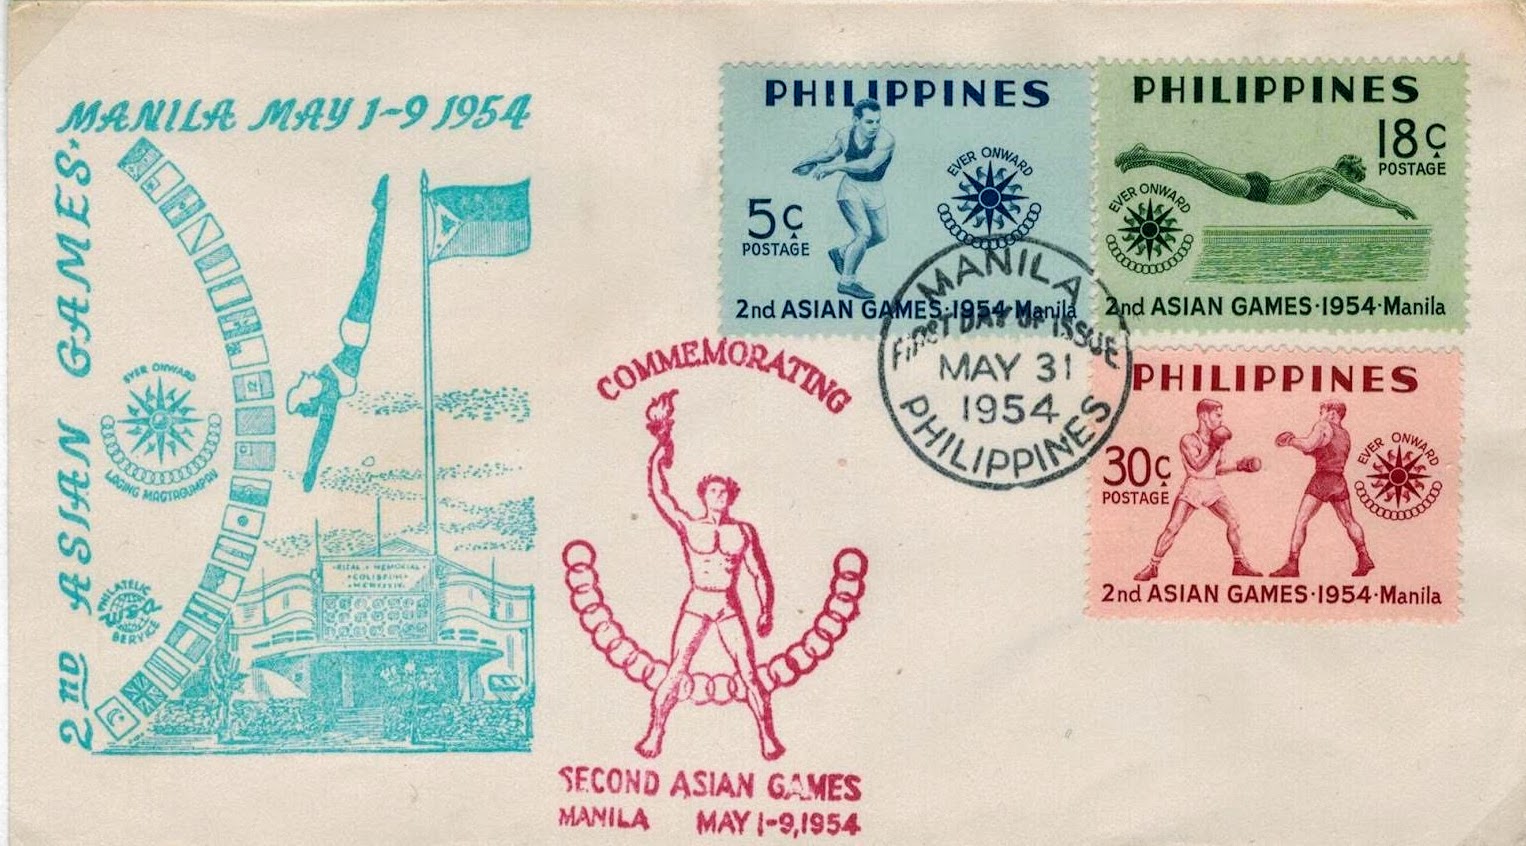 MANILA MAY 1-9 1954
2ND ASIAN GAMES
EVER ONWARD
LAGING MAGTAGUMPAY
PHILATELIC
SERVICE
RIZAL MEMORIAL
COLISEUM
COMMEMORATING
SECOND ASIAN GAMES
MANILA MAY 1-9, 1954
PHILIPPINES
EVER ONWARD
5c
POSTAGE
2nd ASIAN GAMES·1954·Manila
PHILIPPINES
18c
POSTAGE
EVER ONWARD
2nd ASIAN GAMES·1954·Manila
MANILA
FIRST DAY OF ISSUE
MAY 31
1954
PHILIPPINES
PHILIPPINES
30c
POSTAGE
EVER ONWARD
2nd ASIAN GAMES·1954·Manila